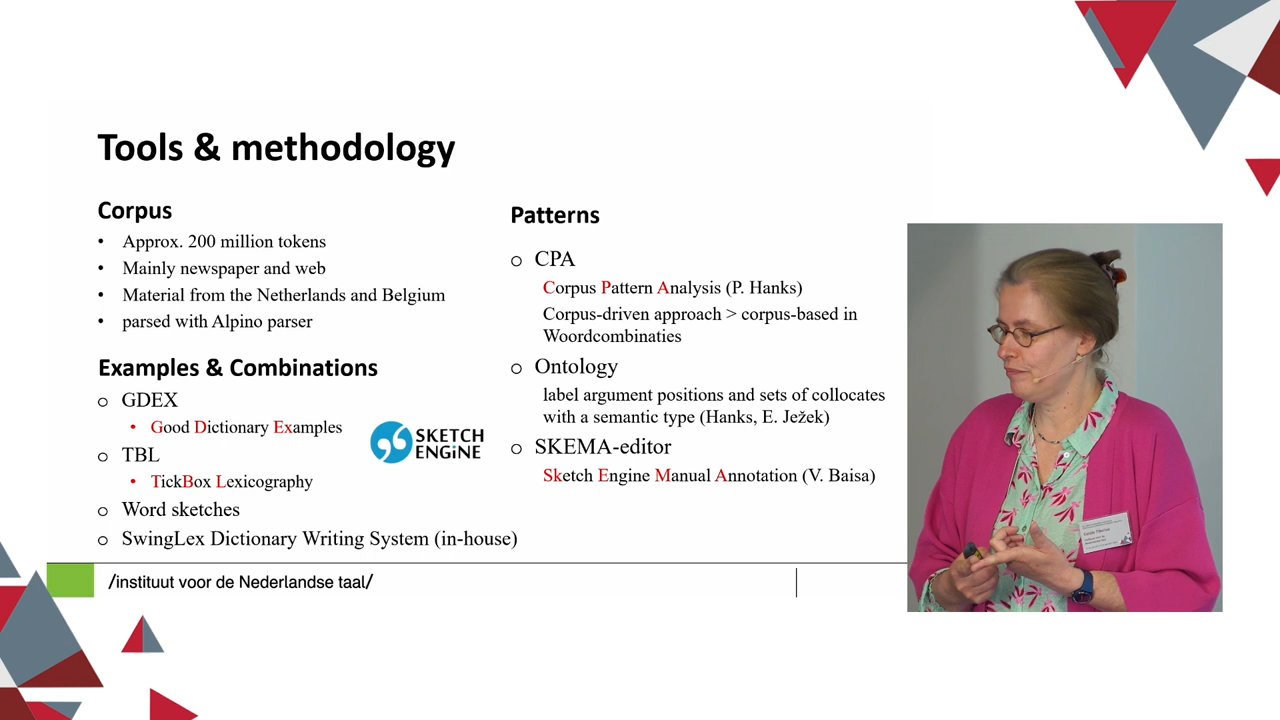 Tools & methodology
Corpus
• Approx. 200 million tokens
• Mainly newspaper and web
• Material from the Netherlands and Belgium
• parsed with Alpino parser
Examples & Combinations
o GDEX
• Good Dictionary Examples
o TBL
• TickBox Lexicography
o Word sketches
o SwingLex Dictionary Writing System (in-house)
SKETCH
ENGINE
Patterns
o CPA
Corpus Pattern Analysis (P. Hanks)
Corpus-driven approach > corpus-based in
Woordcombinaties
o Ontology
label argument positions and sets of collocates
with a semantic type (Hanks, E. Ježek)
o SKEMA-editor
Sketch Engine Manual Annotation (V. Baisa)
/instituut voor de Nederlandse taal/